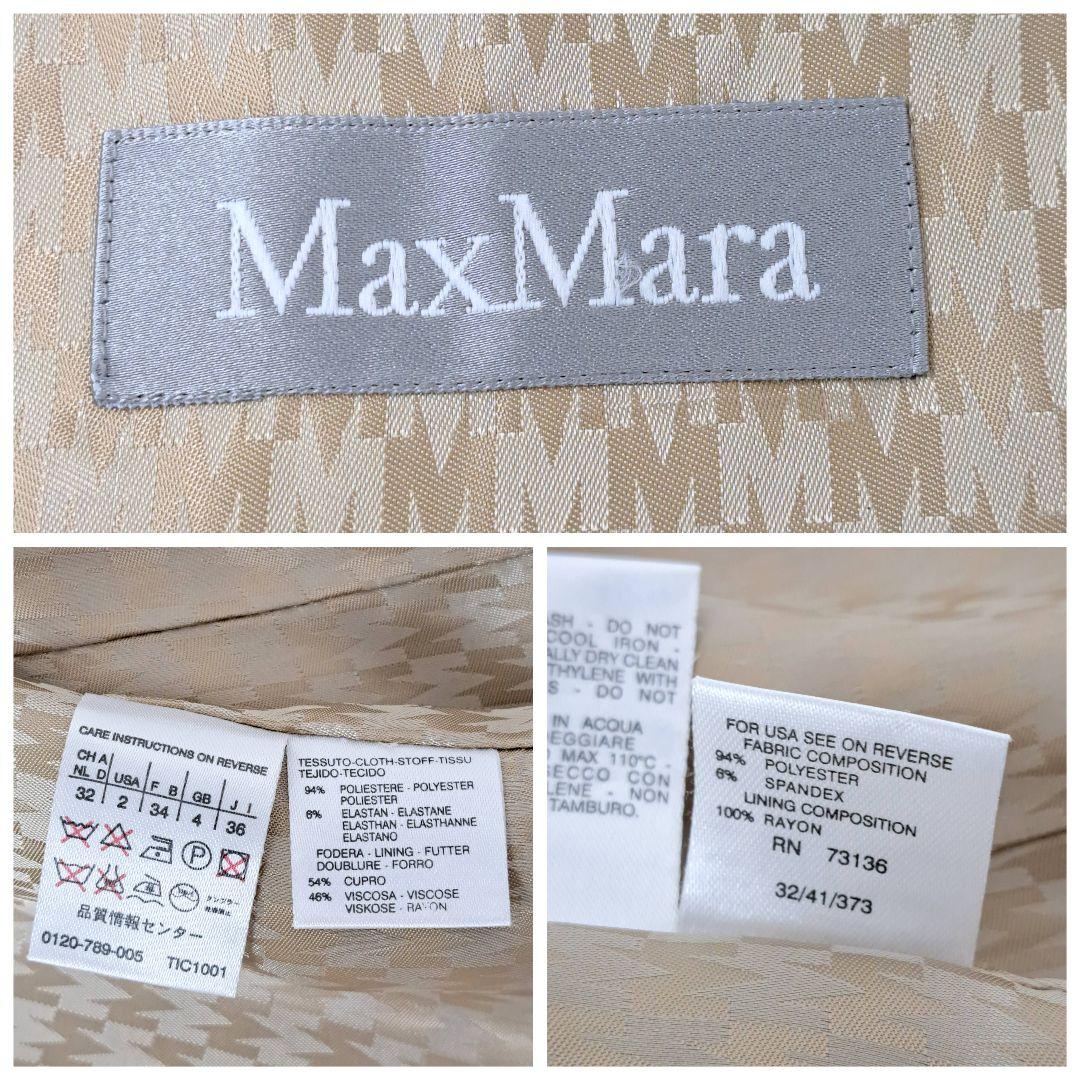 MaxMara
CARE INSTRUCTIONS ON REVERSE
CH A
NL D USA F B GB J I
32 2 34 4 36
P
品質情報センター
0120-789-005 TIC1001
TESSUTO-CLOTH-STOFF-TISSU
TEJIDO-TECIDO
94% POLIESTERE - POLYESTER
POLIESTER
6% ELASTAN - ELASTANE
ELASTHAN - ELASTHANNE
ELASTANO
FODERA - LINING - FUTTER
DOUBLURE - FORRO
54% CUPRO
46% VISCOSA - VISCOSE
VISKOSE - RAYON
ASH - DO NOT
COOL IRON -
ALLY DRY CLEAN
THYLENE WITH
S - DO NOT
IN ACQUA
EGGIARE
MAX 110°C -
SECCO CON
LENE - NON
TAMBURO.
FOR USA SEE ON REVERSE
FABRIC COMPOSITION
94% POLYESTER
6% SPANDEX
LINING COMPOSITION
100% RAYON
RN 73136
32/41/373